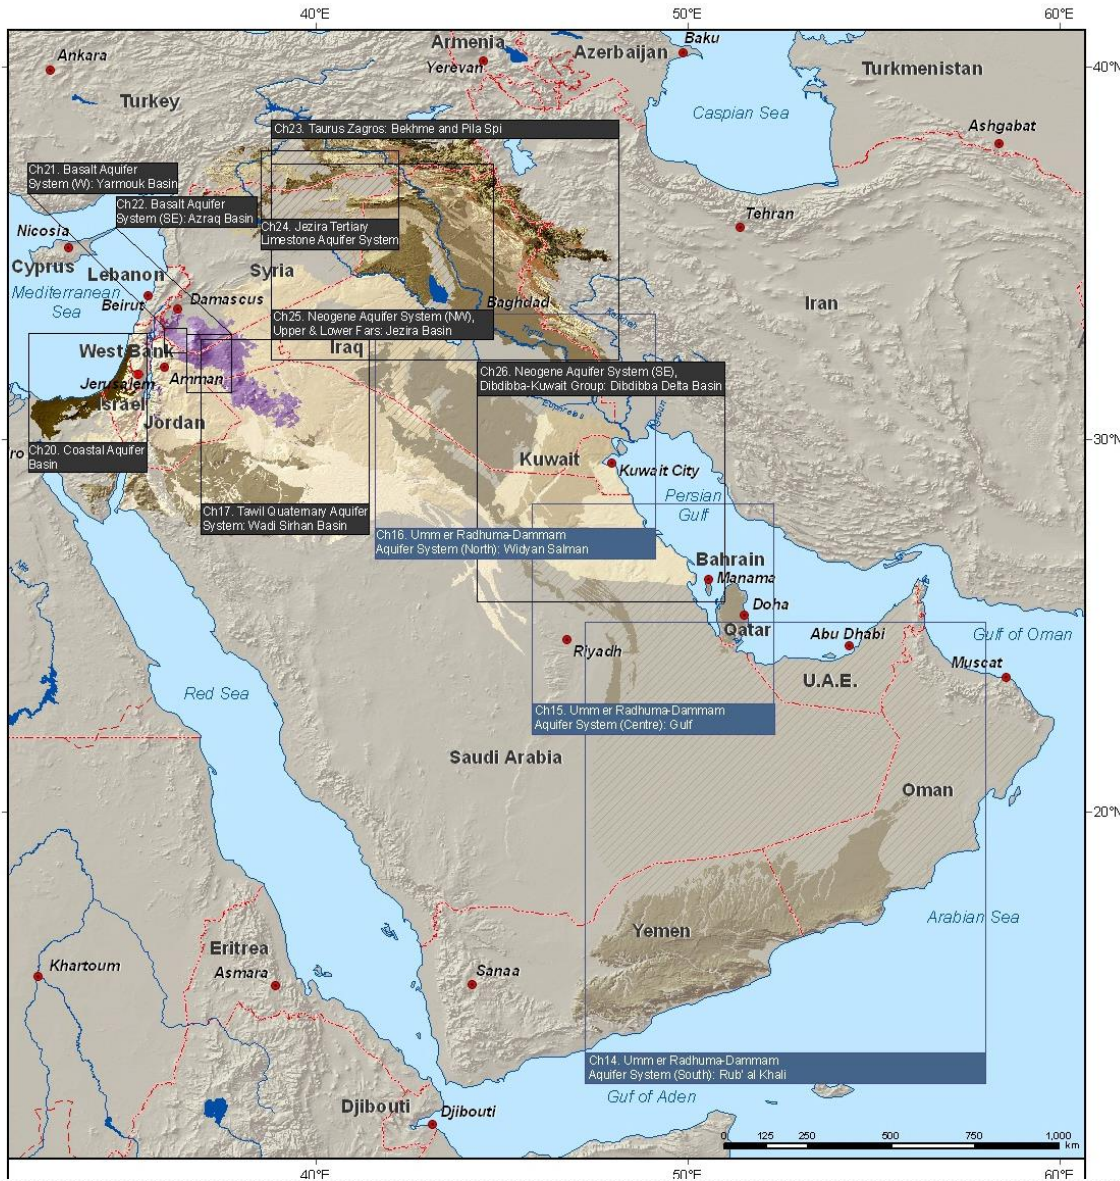 40°E
50°E
60°E
Ankara
Armenia
Yerevan
Azerbaijan
Baku
Turkmenistan
40°N
Turkey
Caspian Sea
Ashgabat
Ch23. Taurus Zagros: Bekhme and Pila Spi
Ch21. Basalt Aquifer
System (W): Yarmouk Basin
Ch22. Basalt Aquifer
System (SE): Azraq Basin
Tehran
Nicosia
Cyprus
Ch24. Jezira Tertiary
Limestone Aquifer System
Lebanon
Syria
Mediterranean
Sea
Beirut
Damascus
Baghdad
Iran
Ch25. Neogene Aquifer System (NW),
Upper & Lower Fars: Jezira Basin
Tigris
Iraq
West Bank
Jerusalem
Amman
Ch26. Neogene Aquifer System (SE),
Dibdibba-Kuwait Group: Dibdibba Delta Basin
Israel
Euphrates
Jordan
Ch20. Coastal Aquifer
Basin
30°N
Kuwait
Kuwait City
Persian
Gulf
Ch17. Tawil Quaternary Aquifer
System: Wadi Sirhan Basin
Ch16. Umm er Radhuma-Dammam
Aquifer System (North): Widyan Salman
Bahrain
Manama
Doha
Qatar
Abu Dhabi
Gulf of Oman
Riyadh
Muscat
U.A.E.
Red Sea
Ch15. Umm er Radhuma-Dammam
Aquifer System (Centre): Gulf
Saudi Arabia
Oman
20°N
Arabian Sea
Yemen
Eritrea
Khartoum
Asmara
Sanaa
Ch14. Umm er Radhuma-Dammam
Aquifer System (South): Rub' al Khali
Guf of Aden
Djibouti
Djibouti
0 125 250 500 750 1,000
km
40°E
50°E
60°E